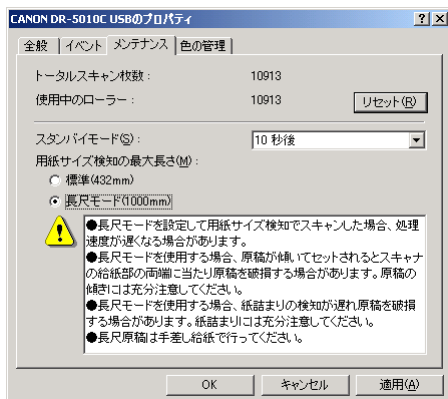 CANON DR-5010C USBのプロパティ
全般 イベント メンテナンス 色の管理
トータルスキャン枚数： 10913
使用中のローラー： 10913 リセット(R)
スタンバイモード(S)： 10 秒後
用紙サイズ検知の最大長さ(M)：
標準(432mm)
長尺モード(1000mm)
●長尺モードを設定して用紙サイズ検知でスキャンした場合、処理
速度が遅くなる場合があります。
●長尺モードを使用する場合、原稿が傾いてセットされるとスキャナ
の給紙部の両端に当たり原稿を破損する場合があります。原稿の
傾きには充分注意してください。
●長尺モードを使用する場合、紙詰まりの検知が遅れ原稿を破損
する場合があります。紙詰まりには充分注意してください。
●長尺原稿は手差し給紙で行ってください。
OK キャンセル 適用(A)